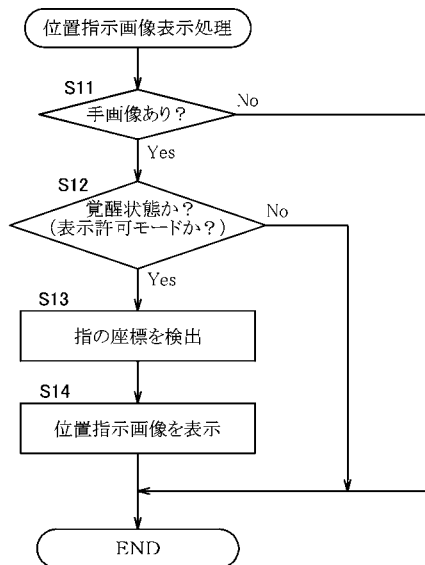 位置指示画像表示処理
S11
手画像あり？
No
Yes
S12
覚醒状態か？
(表示許可モードか？)
No
Yes
S13
指の座標を検出
S14
位置指示画像を表示
END